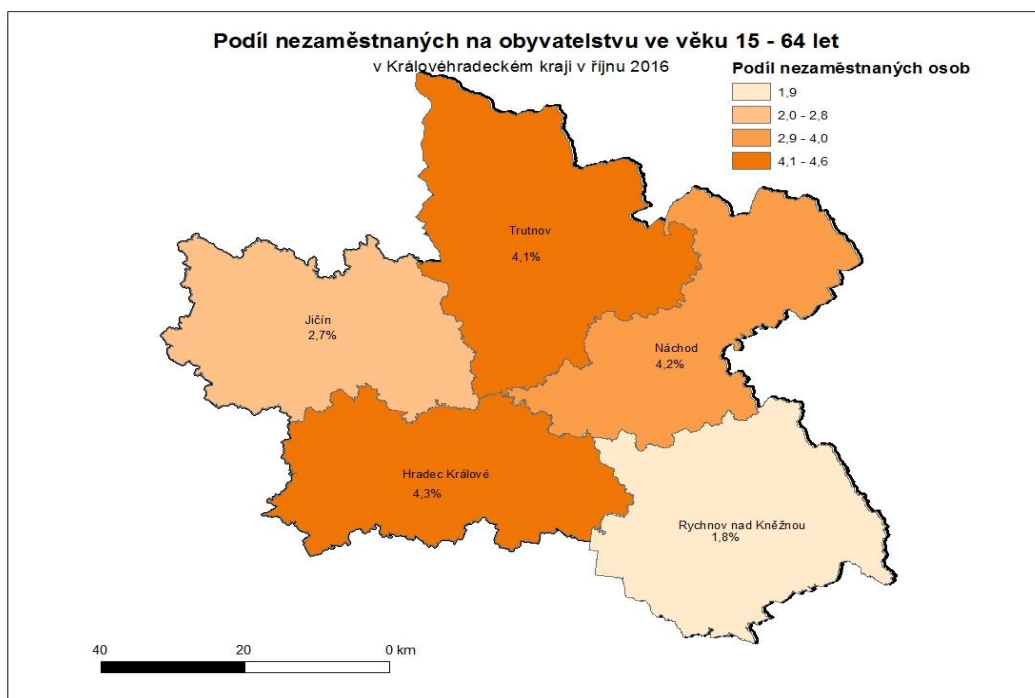 Podíl nezaměstnaných na obyvatelstvu ve věku 15 - 64 let
v Královéhradeckém kraji v říjnu 2016
Podíl nezaměstnaných osob
1,9
2,0 - 2,8
2,9 - 4,0
4,1 - 4,6
Trutnov
4,1%
Jičín
2,7%
Náchod
4,2%
Hradec Králové
4,3%
Rychnov nad Kněžnou
1,8%
40 20 0 km